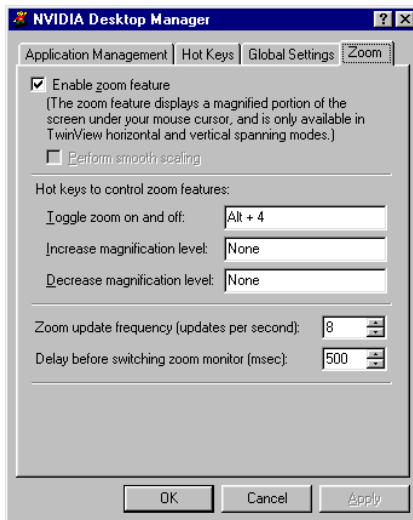 NVIDIA Desktop Manager
Application Management Hot Keys Global Settings Zoom
Enable zoom feature
(The zoom feature displays a magnified portion of the
screen under your mouse cursor, and is only available in
TwinView horizontal and vertical spanning modes.)
Perform smooth scaling
Hot keys to control zoom features:
Toggle zoom on and off: Alt + 4
Increase magnification level: None
Decrease magnification level: None
Zoom update frequency (updates per second): 8
Delay before switching zoom monitor (msec): 500
OK Cancel Apply